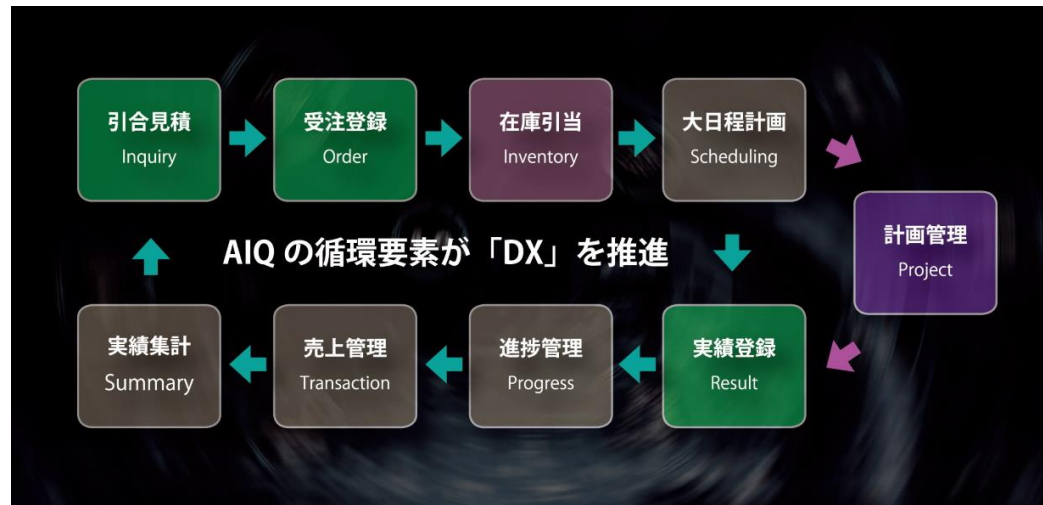 引合見積
Inquiry
受注登録
Order
在庫引当
Inventory
大日程計画
Scheduling
計画管理
Project
AIQ の循環要素が「DX」を推進
実績集計
Summary
売上管理
Transaction
進捗管理
Progress
実績登録
Result